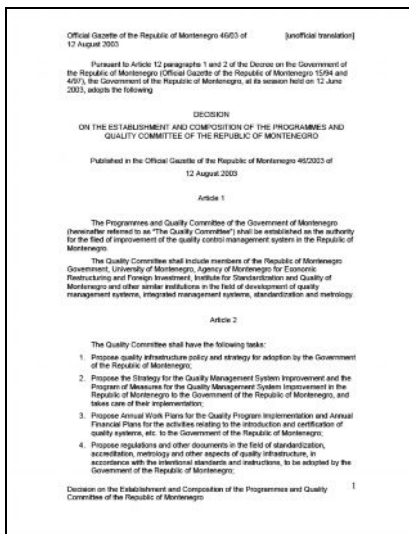 Official Gazette of the Republic of Montenegro 46/03 of [unofficial translation]
12 August 2003
Pursuant to Article 12 paragraphs 1 and 2 of the Decree on the Government of
the Republic of Montenegro (Official Gazette of the Republic of Montenegro 15/94 and
4/97), the Government of the Republic of Montenegro, at its session held on 12 June
2003, adopts the following
DECISION
ON THE ESTABLISHMENT AND COMPOSITION OF THE PROGRAMMES AND
QUALITY COMMITTEE OF THE REPUBLIC OF MONTENEGRO
Published in the Official Gazette of the Republic of Montenegro 46/2003 of
12 August 2003
Article 1
The Programmes and Quality Committee of the Government of Montenegro
(hereinafter referred to as "The Quality Committee") shall be established as the authority
for the filed of improvement of the quality control management system in the Republic of
Montenegro.
The Quality Committee shall include members of the Republic of Montenegro
Government, University of Montenegro, Agency of Montenegro for Economic
Restructuring and Foreign Investment, Institute for Standardization and Quality of
Montenegro and other similar institutions in the field of development of quality
management systems, integrated management systems, standardization and metrology.
Article 2
The Quality Committee shall have the following tasks:
1. Propose quality infrastructure policy and strategy for adoption by the Government
of the Republic of Montenegro;
2. Propose the Strategy for the Quality Management System Improvement and the
Program of Measures for the Quality Management System Improvement in the
Republic of Montenegro to the Government of the Republic of Montenegro, and
takes care of their implementation;
3. Propose Annual Work Plans for the Quality Program Implementation and Annual
Financial Plans for the activities relating to the introduction and certification of
quality systems, etc. to the Government of the Republic of Montenegro;
4. Propose regulations and other documents in the field of standardization,
accreditation, metrology and other aspects of quality infrastructure, in
accordance with the intentional standards and instructions, to be adopted by the
Government of the Republic of Montenegro;
Decision on the Establishment and Composition of the Programmes and Quality 1
Committee of the Republic of Montenegro